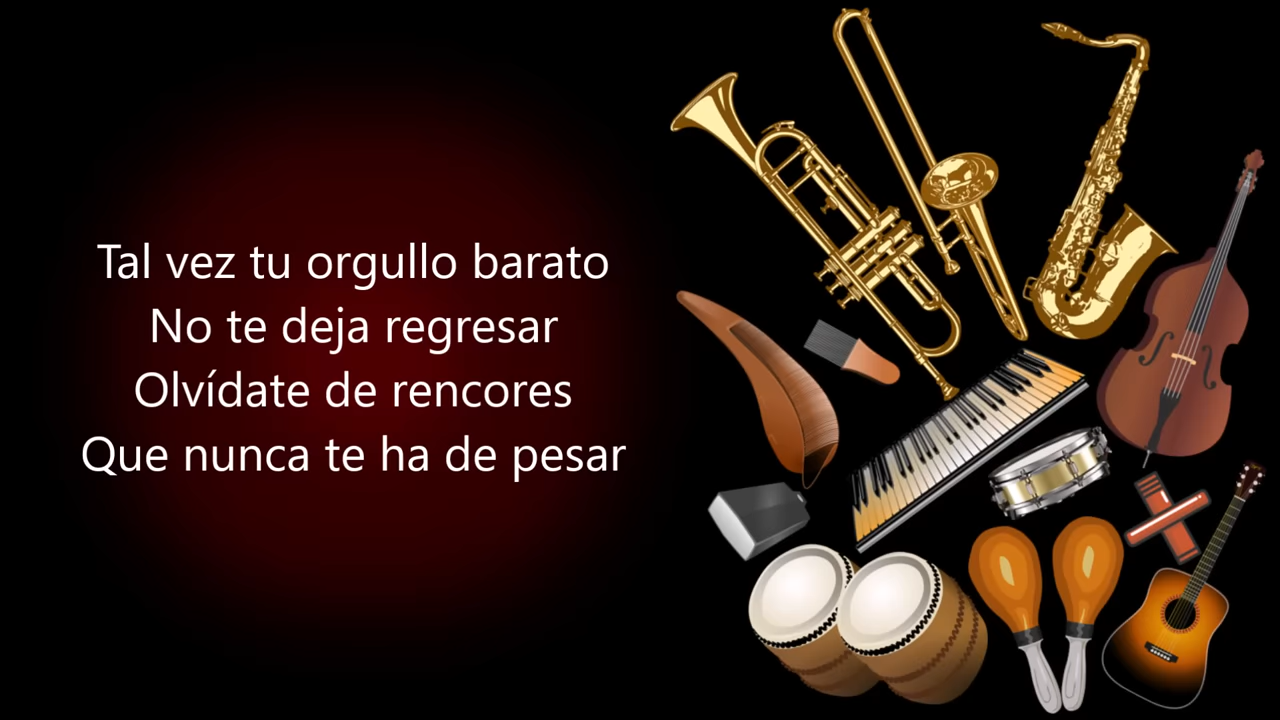 Tal vez tu orgullo barato
No te deja regresar
Olvídate de rencores
Que nunca te ha de pesar